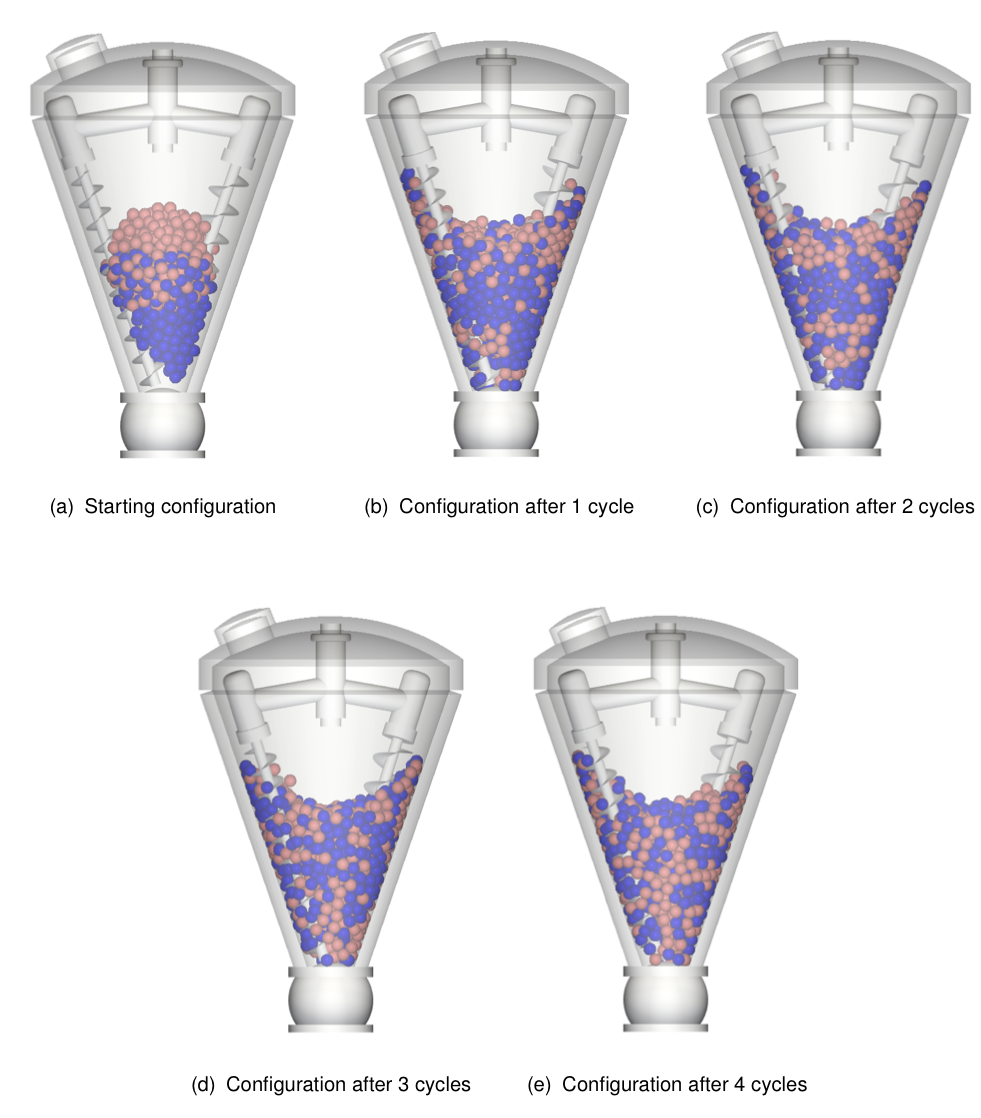 (a) Starting configuration
(b) Configuration after 1 cycle
(c) Configuration after 2 cycles
(d) Configuration after 3 cycles
(e) Configuration after 4 cycles